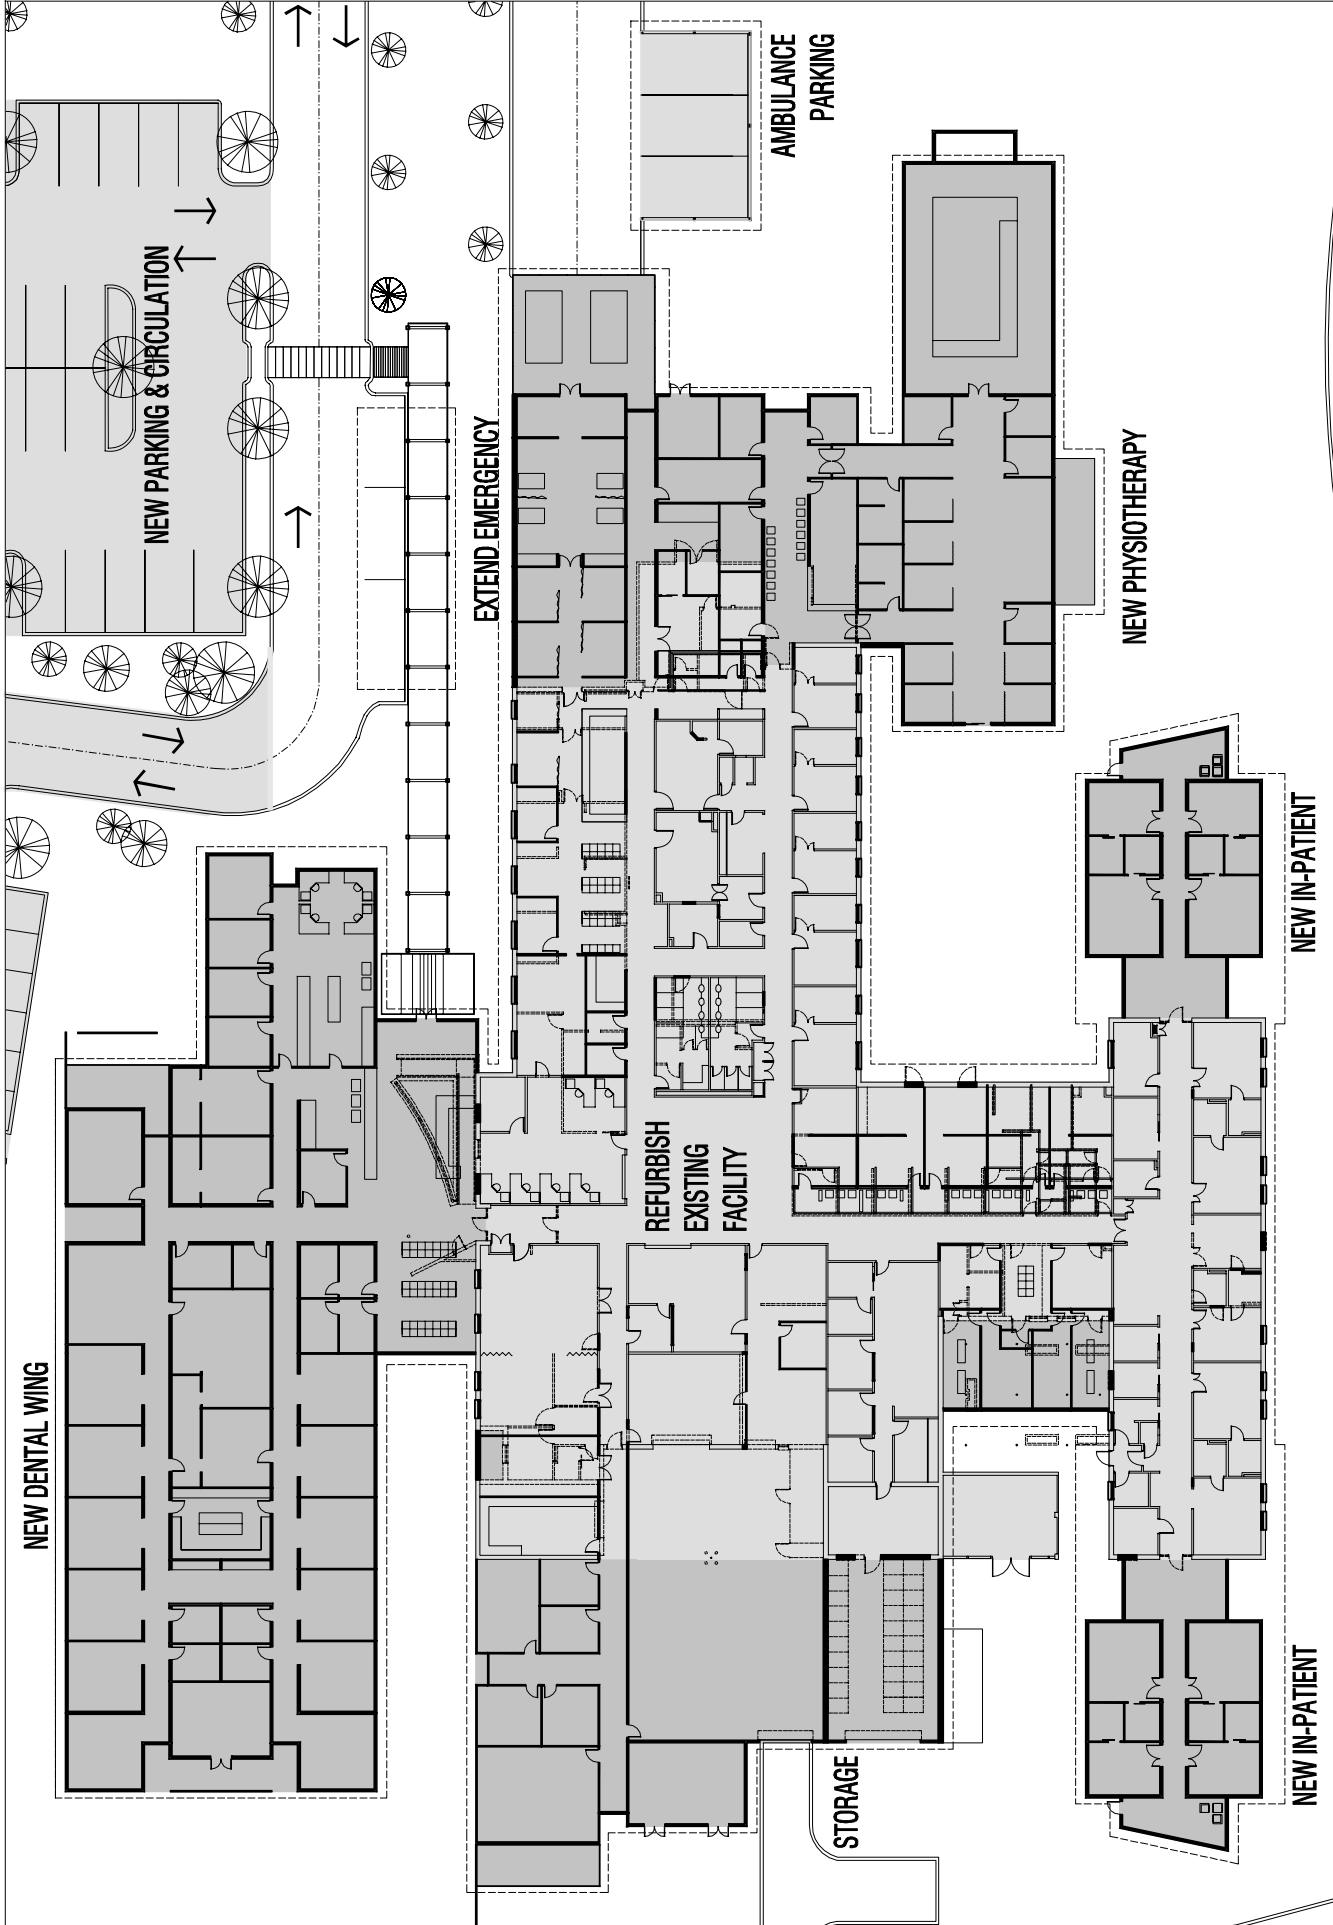 AMBULANCE
PARKING
NEW PARKING & CIRCULATION
EXTEND EMERGENCY
NEW PHYSIOTHERAPY
NEW IN-PATIENT
REFURBISH
EXISTING
FACILITY
NEW DENTAL WING
STORAGE
NEW IN-PATIENT